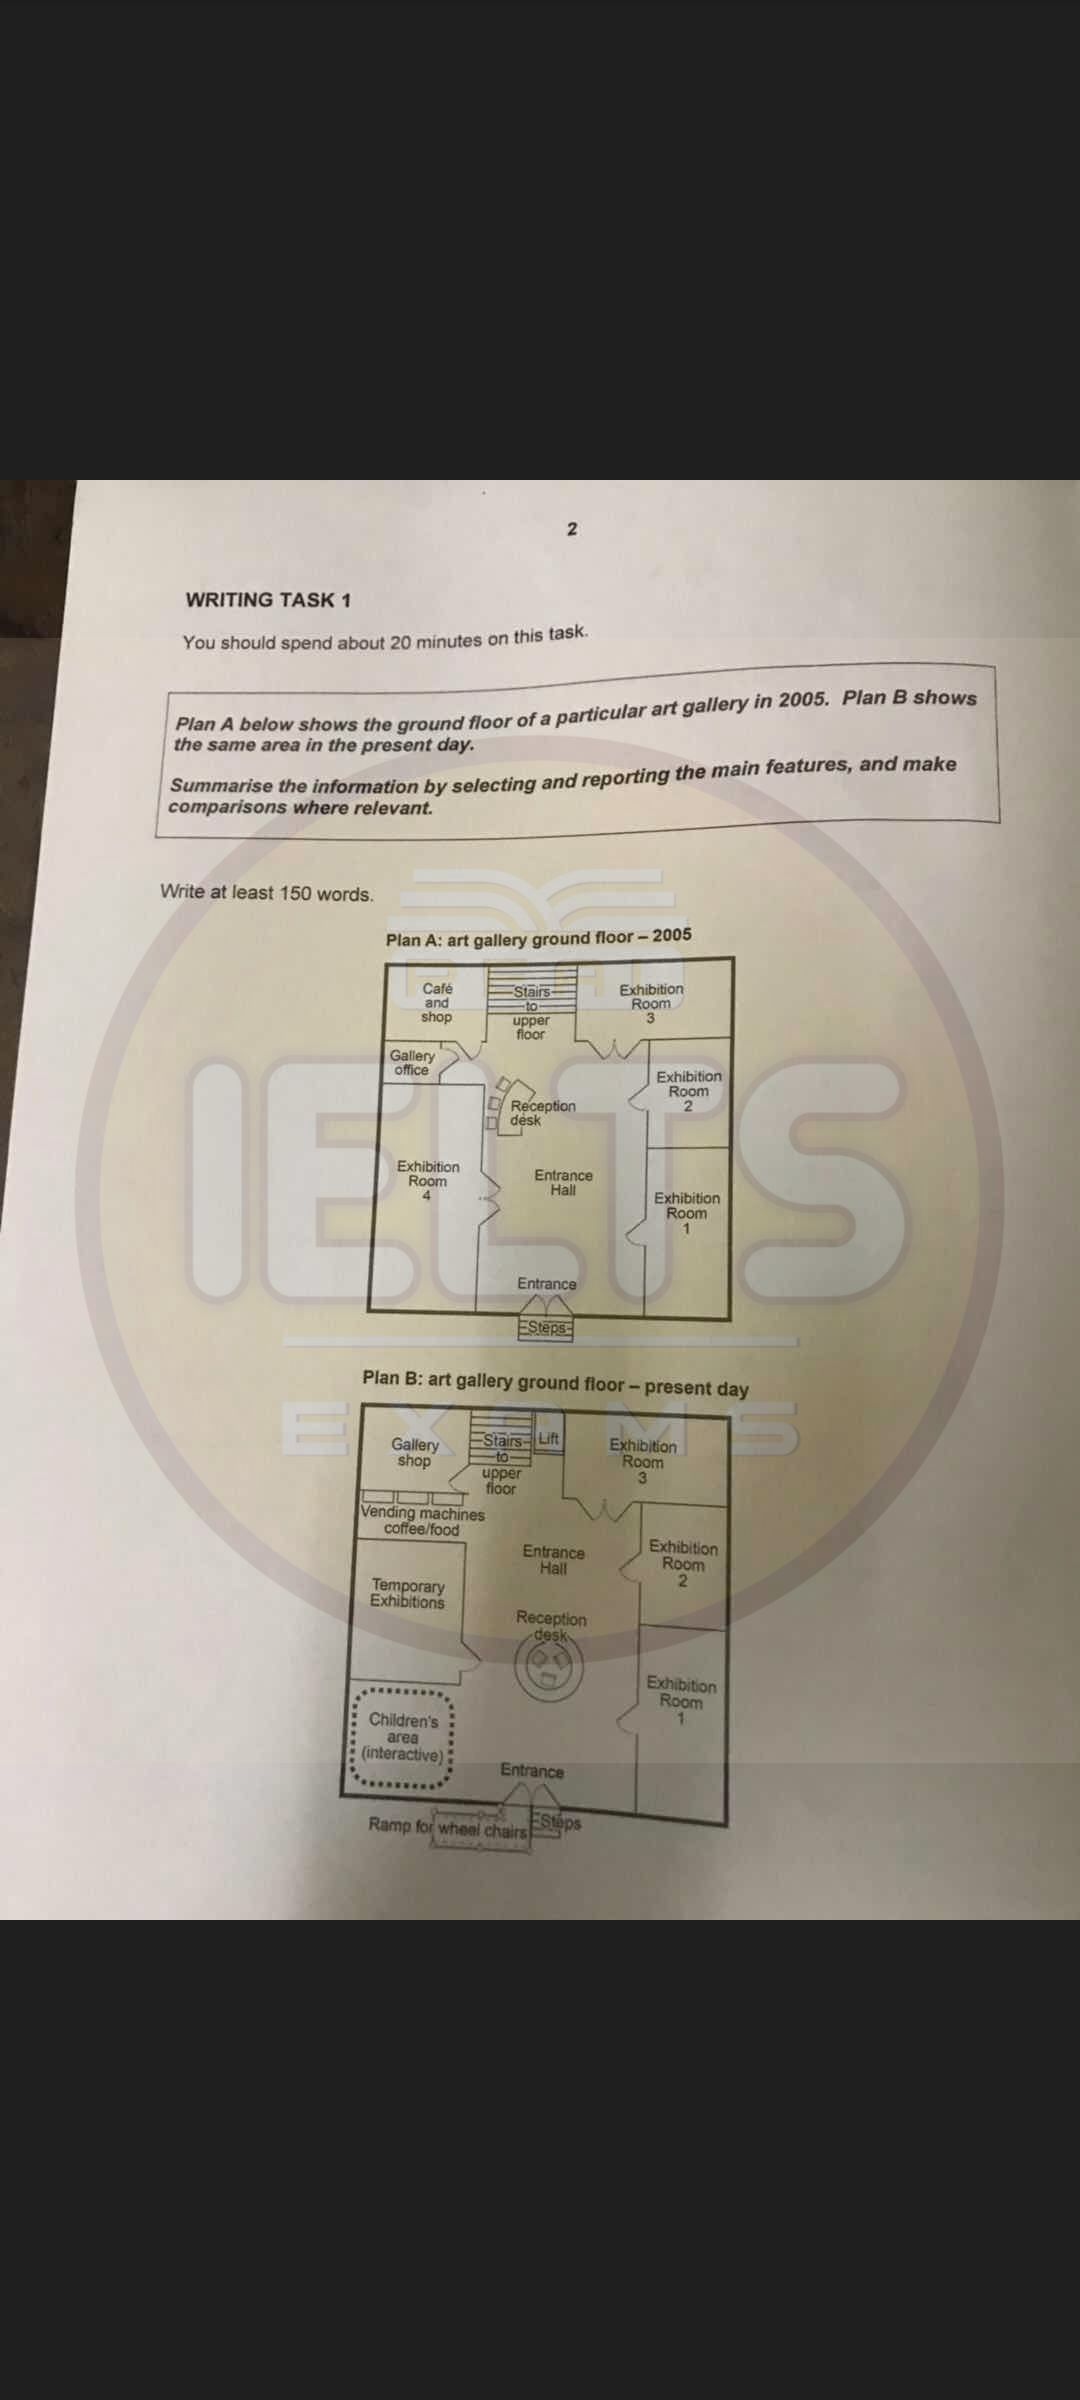 2
WRITING TASK 1
You should spend about 20 minutes on this task.
Plan A below shows the ground floor of a particular art gallery in 2005. Plan B shows
the same area in the present day.
Summarise the information by selecting and reporting the main features, and make
comparisons where relevant.
Write at least 150 words.
Plan A: art gallery ground floor – 2005
Café
and
shop
Stairs
to
upper
floor
Exhibition
Room
3
Gallery
office
Exhibition
Room
2
Reception
desk
Exhibition
Room
4
Entrance
Hall
Exhibition
Room
1
Entrance
Steps
Plan B: art gallery ground floor – present day
Gallery
shop
Stairs
to
upper
floor
Lift
Exhibition
Room
3
Vending machines
coffee/food
Entrance
Hall
Exhibition
Room
2
Temporary
Exhibitions
Reception
desk
Exhibition
Room
1
Children's
area
(interactive)
Entrance
Ramp for wheel chairs
Steps
READ
IELTS
EXAMS